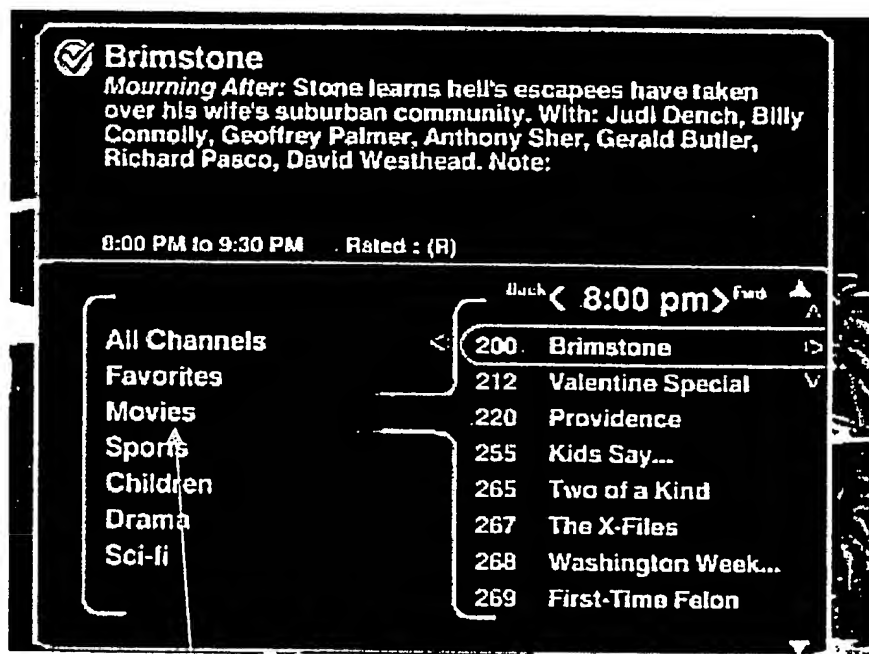 Brimstone
Mourning After: Stone learns hell's escapees have taken
over his wife's suburban community. With: Judi Dench, Billy
Connolly, Geoffrey Palmer, Anthony Sher, Gerald Butler,
Richard Pasco, David Westhead. Note:
8:00 PM to 9:30 PM Rated : (R)
Back < 8:00 pm > Fwd
All Channels
Favorites
Movies
Sports
Children
Drama
Sci-fi
200 Brimstone
212 Valentine Special
220 Providence
255 Kids Say...
265 Two of a Kind
267 The X-Files
268 Washington Week...
269 First-Time Felon